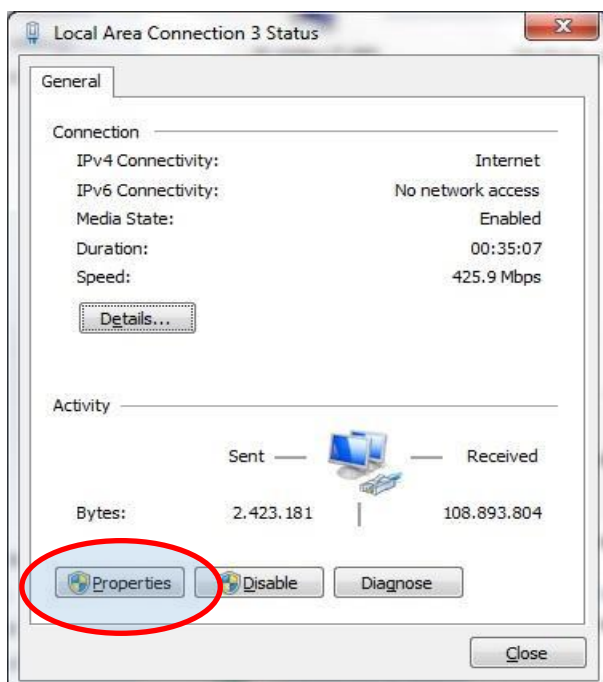 Local Area Connection 3 Status
General
Connection
IPv4 Connectivity: Internet
IPv6 Connectivity: No network access
Media State: Enabled
Duration: 00:35:07
Speed: 425.9 Mbps
Details...
Activity
Sent Received
Bytes: 2.423.181 108.893.804
Properties Disable Diagnose
Close